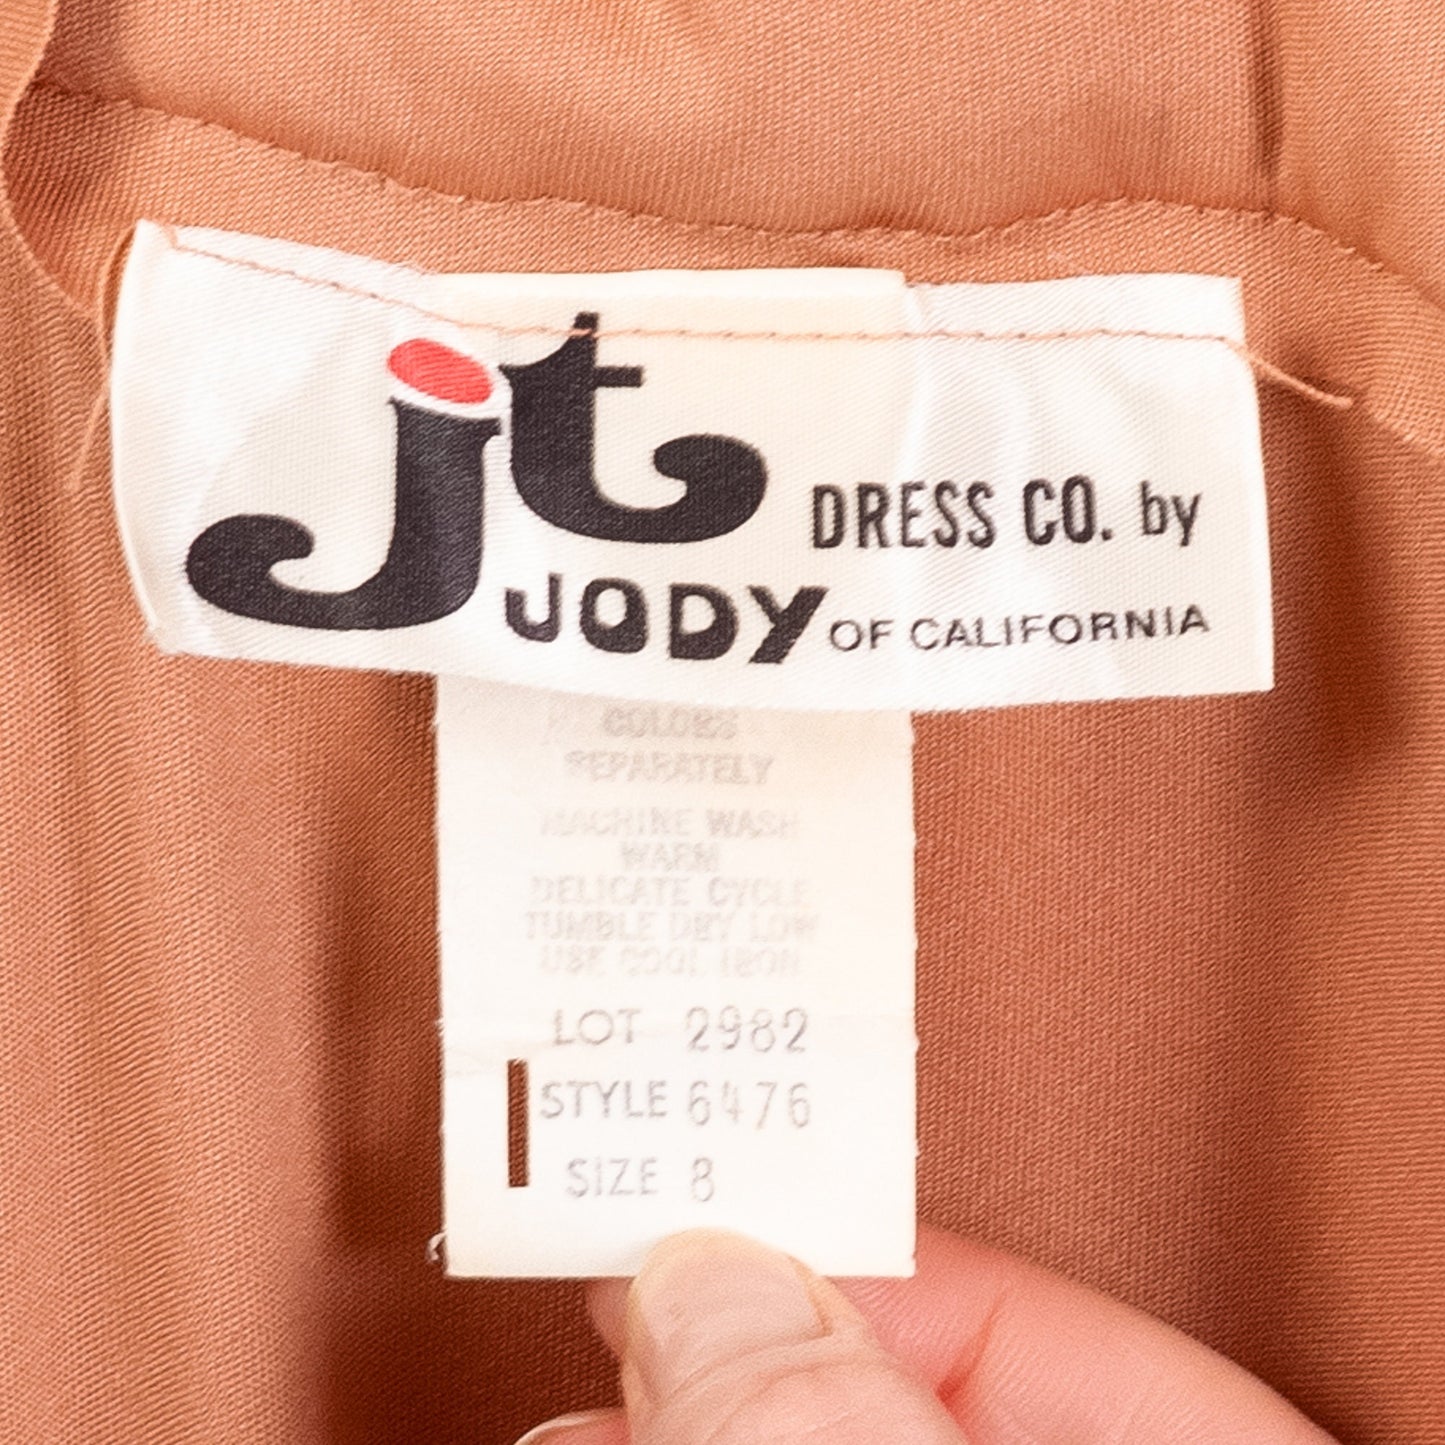 jt DRESS CO. by
JODY OF CALIFORNIA
COLORS
SEPARATELY
MACHINE WASH
WARM
DELICATE CYCLE
TUMBLE DRY LOW
USE COOL IRON
LOT 2982
STYLE 6476
SIZE 8